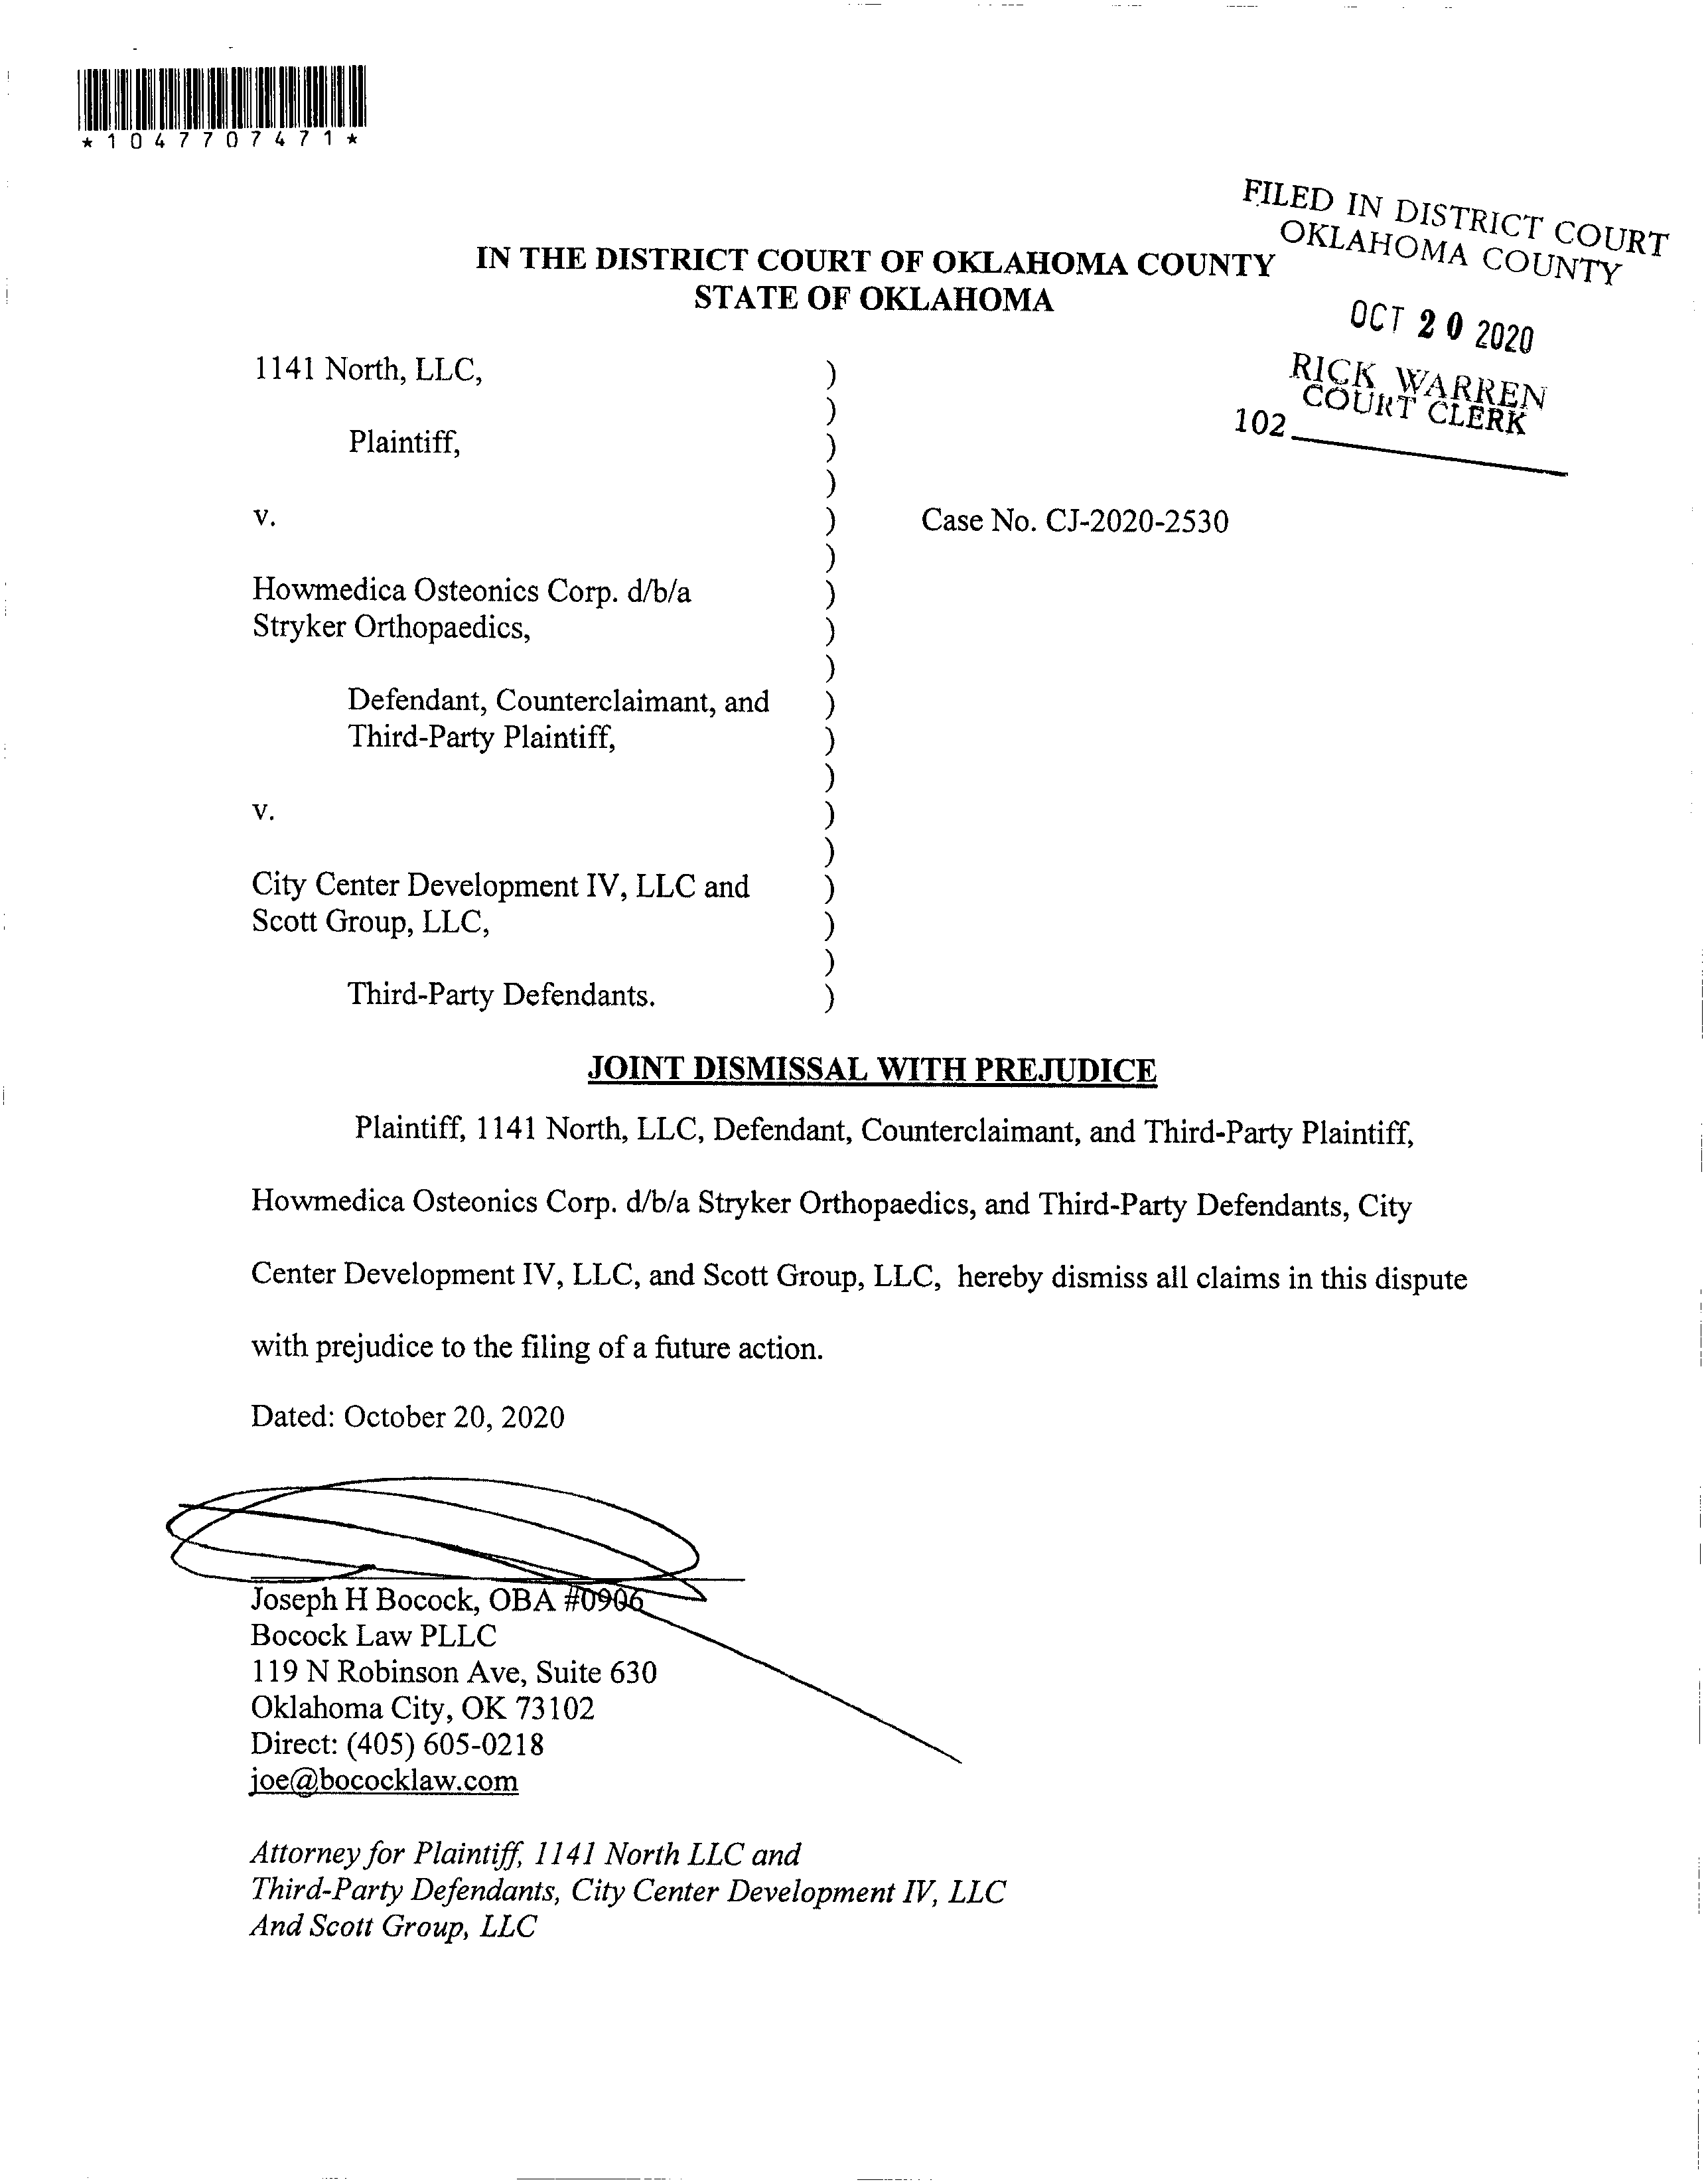 *1047707471*
FILED IN DISTRICT COURT
OKLAHOMA COUNTY
OCT 20 2020
RICK WARREN
COURT CLERK
102
IN THE DISTRICT COURT OF OKLAHOMA COUNTY
STATE OF OKLAHOMA
1141 North, LLC, )
)
Plaintiff, )
)
v. ) Case No. CJ-2020-2530
)
Howmedica Osteonics Corp. d/b/a )
Stryker Orthopaedics, )
)
Defendant, Counterclaimant, and )
Third-Party Plaintiff, )
)
v. )
)
City Center Development IV, LLC and )
Scott Group, LLC, )
)
Third-Party Defendants. )
JOINT DISMISSAL WITH PREJUDICE
Plaintiff, 1141 North, LLC, Defendant, Counterclaimant, and Third-Party Plaintiff,
Howmedica Osteonics Corp. d/b/a Stryker Orthopaedics, and Third-Party Defendants, City
Center Development IV, LLC, and Scott Group, LLC, hereby dismiss all claims in this dispute
with prejudice to the filing of a future action.
Dated: October 20, 2020
Joseph H Bocock, OBA #0906
Bocock Law PLLC
119 N Robinson Ave, Suite 630
Oklahoma City, OK 73102
Direct: (405) 605-0218
joe@bococklaw.com
Attorney for Plaintiff, 1141 North LLC and
Third-Party Defendants, City Center Development IV, LLC
And Scott Group, LLC